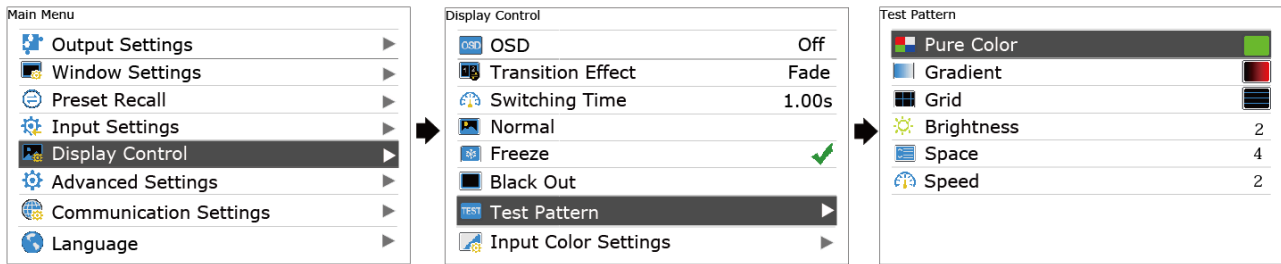 Main Menu
Output Settings
Window Settings
Preset Recall
Input Settings
Display Control
Advanced Settings
Communication Settings
Language
Display Control
OSD OSD Off
Transition Effect Fade
Switching Time 1.00s
Normal
Freeze
Black Out
TEST Test Pattern
Input Color Settings
Test Pattern
Pure Color
Gradient
Grid
Brightness 2
Space 4
Speed 2